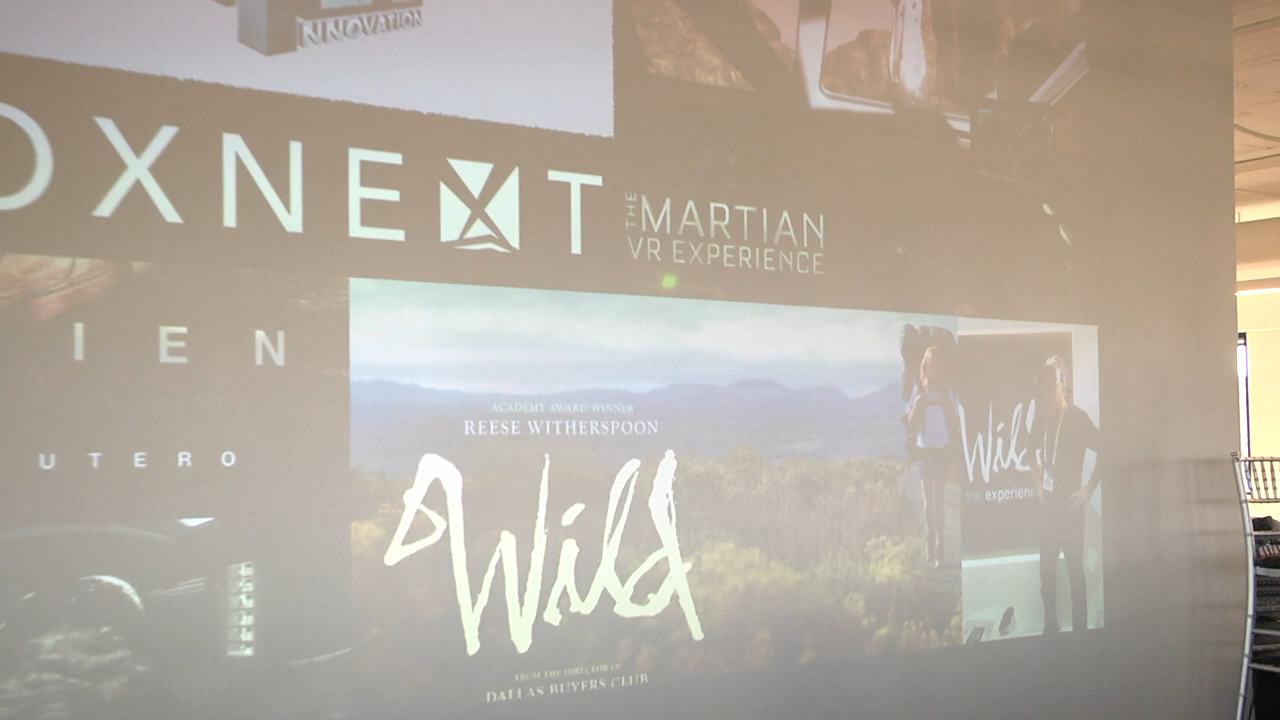 INNOVATION
OXNEXT
THE MARTIAN
VR EXPERIENCE
IEN
UTERO
ACADEMY AWARD WINNER
REESE WITHERSPOON
Wild
FROM THE DIRECTOR OF
DALLAS BUYERS CLUB
Wild
the experience